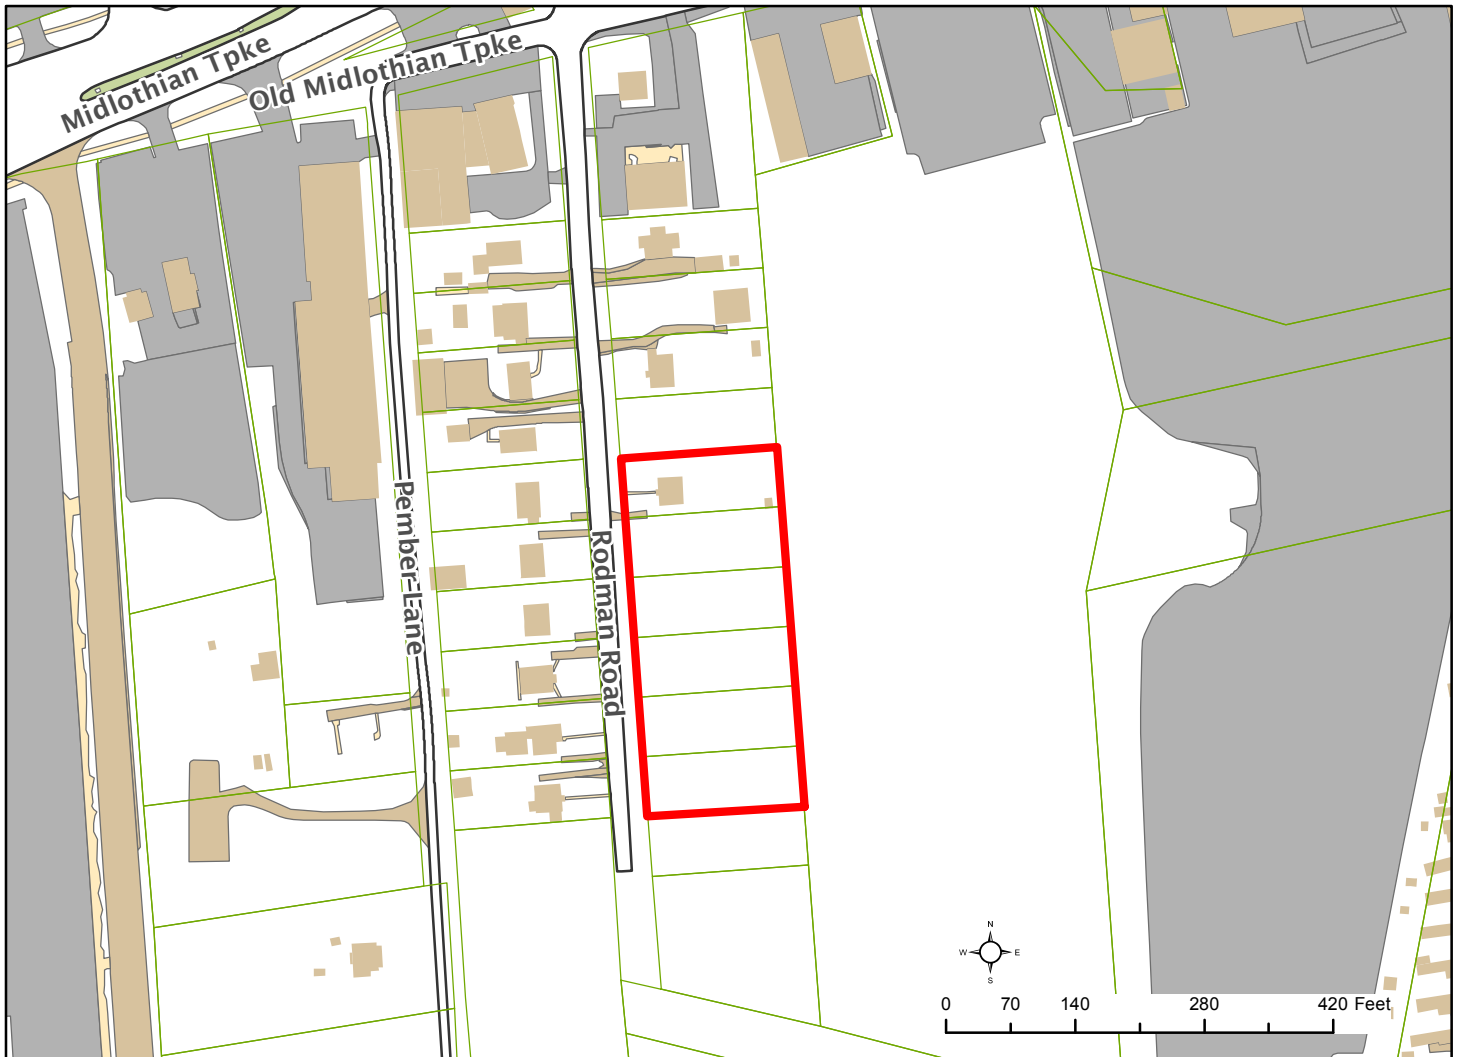 Midlothian Tpke
Old Midlothian Tpke
Pember Lane
Rodman Road
N
W E
S
0 70 140 280 420 Feet